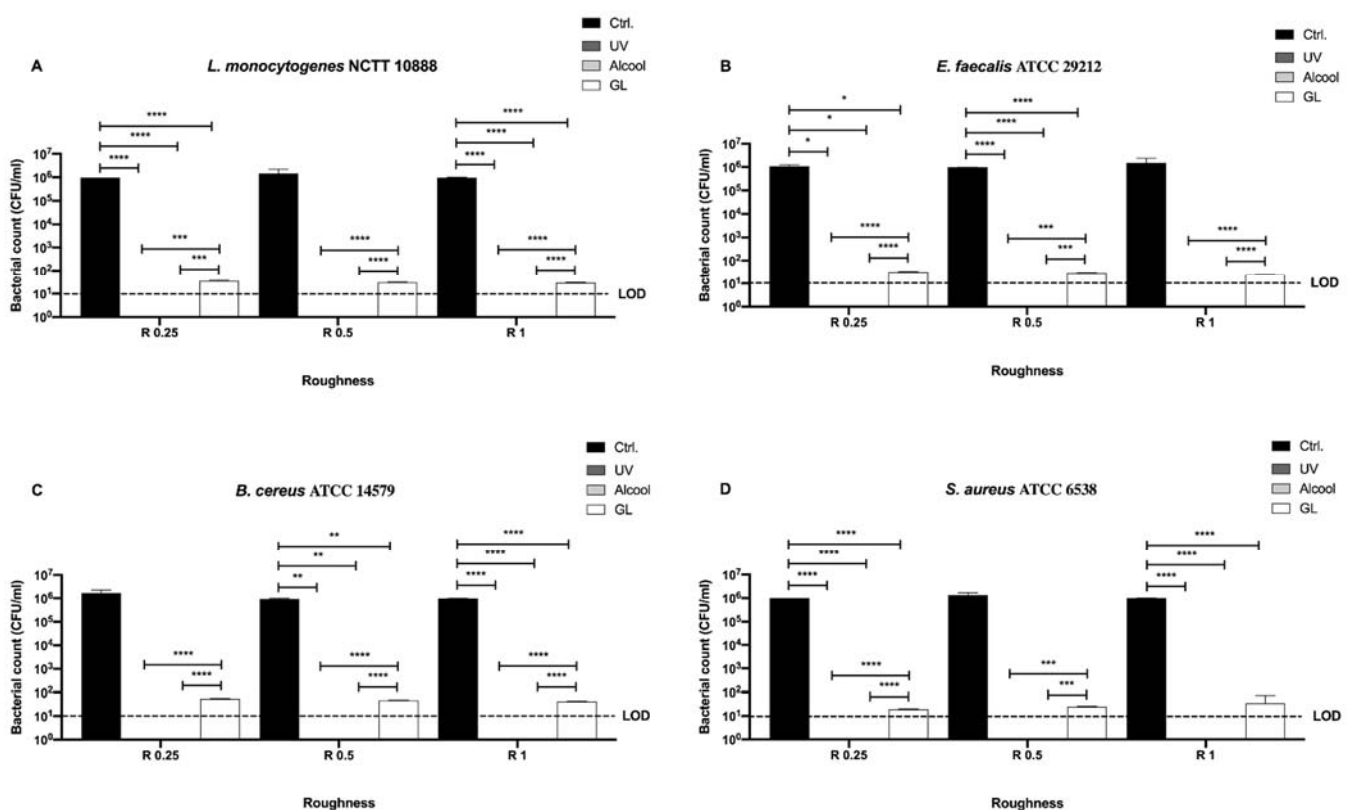 Ctrl.
UV
Alcool
GL
A
L. monocytogenes NCTT 10888
****
****
****
****
****
****
***
***
****
****
****
****
Bacterial count (CFU/ml)
10⁷
10⁶
10⁵
10⁴
10³
10²
10¹
10⁰
LOD
R 0.25
R 0.5
R 1
Roughness
Ctrl.
UV
Alcool
GL
B
E. faecalis ATCC 29212
*
*
*
****
****
****
****
****
***
***
****
****
Bacterial count (CFU/ml)
10⁷
10⁶
10⁵
10⁴
10³
10²
10¹
10⁰
LOD
R 0.25
R 0.5
R 1
Roughness
Ctrl.
UV
Alcool
GL
C
B. cereus ATCC 14579
**
**
**
****
****
****
****
****
****
****
****
****
Bacterial count (CFU/ml)
10⁷
10⁶
10⁵
10⁴
10³
10²
10¹
10⁰
LOD
R 0.25
R 0.5
R 1
Roughness
Ctrl.
UV
Alcool
GL
D
S. aureus ATCC 6538
****
****
****
****
****
****
****
****
***
***
Bacterial count (CFU/ml)
10⁷
10⁶
10⁵
10⁴
10³
10²
10¹
10⁰
LOD
R 0.25
R 0.5
R 1
Roughness